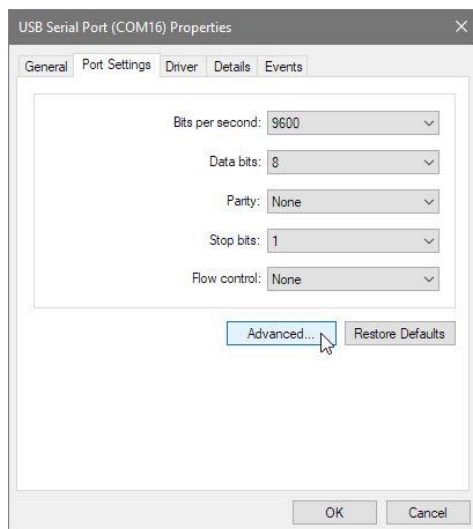 USB Serial Port (COM16) Properties
General Port Settings Driver Details Events
Bits per second: 9600
Data bits: 8
Parity: None
Stop bits: 1
Flow control: None
Advanced... Restore Defaults
OK Cancel